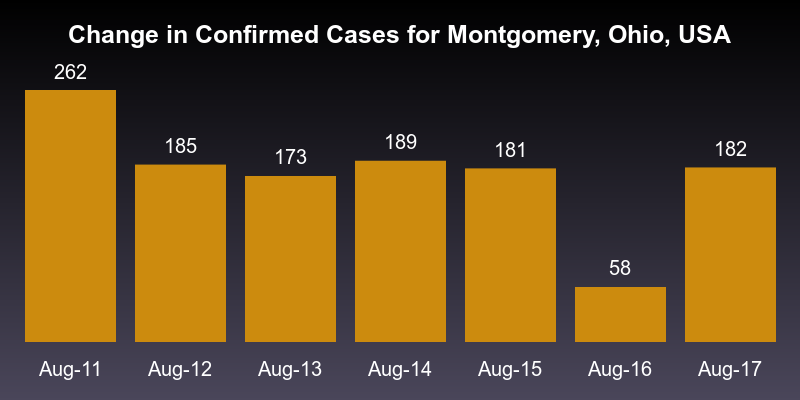 Change in Confirmed Cases for Montgomery, Ohio, USA
262
185
173
189
181
58
182
Aug-11
Aug-12
Aug-13
Aug-14
Aug-15
Aug-16
Aug-17